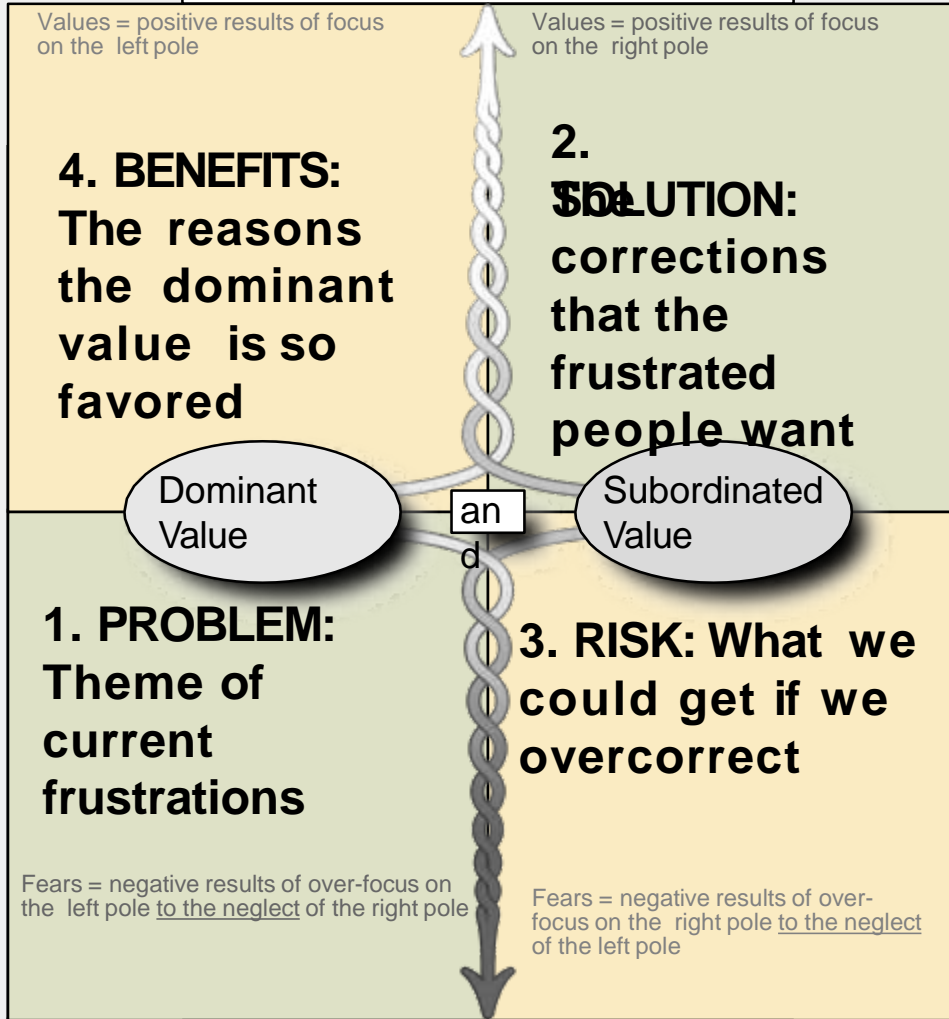 Values = positive results of focus
on the left pole
Values = positive results of focus
on the right pole
4. BENEFITS:
The reasons
the dominant
value is so
favored
2.
SOLUTION:
The
corrections
that the
frustrated
people want
Dominant
Value
an
d
Subordinated
Value
1. PROBLEM:
Theme of
current
frustrations
3. RISK: What we
could get if we
overcorrect
Fears = negative results of over-focus on
the left pole to the neglect of the right pole
Fears = negative results of over-
focus on the right pole to the neglect
of the left pole